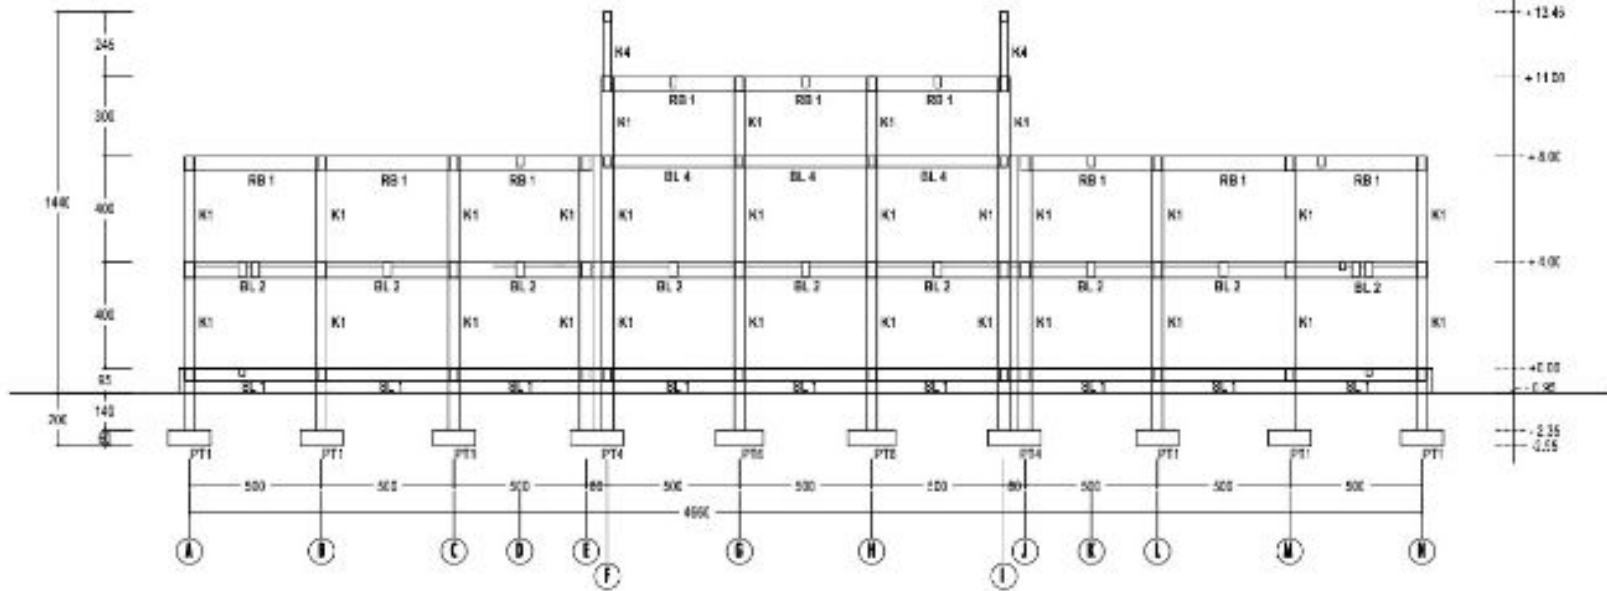 +13.45
245
K4 K4
+11.00
RB 1 RB 1 RB 1
300
K1 K1 K1 K1
+8.00
RB 1 RB 1 RB 1 BL 4 BL 4 BL 4 RB 1 RB 1 RB 1
1440
400
K1 K1 K1 K1 K1 K1 K1 K1 K1 K1 K1 K1
+4.00
BL 2 BL 2 BL 2 BL 2 BL 2 BL 2 BL 2 BL 2 BL 2
400
K1 K1 K1 K1 K1 K1 K1 K1 K1 K1 K1 K1
+0.00
95
BL 1 BL 1 BL 1 BL 1 BL 1 BL 1 BL 1 BL 1 BL 1
-0.95
140
200
-2.35
PT1 PT1 PT1 PT4 PT4 PT1 PT1 PT1
500 500 500 500 500 500 500 500 500
A B C D E G H J K L M N
F I